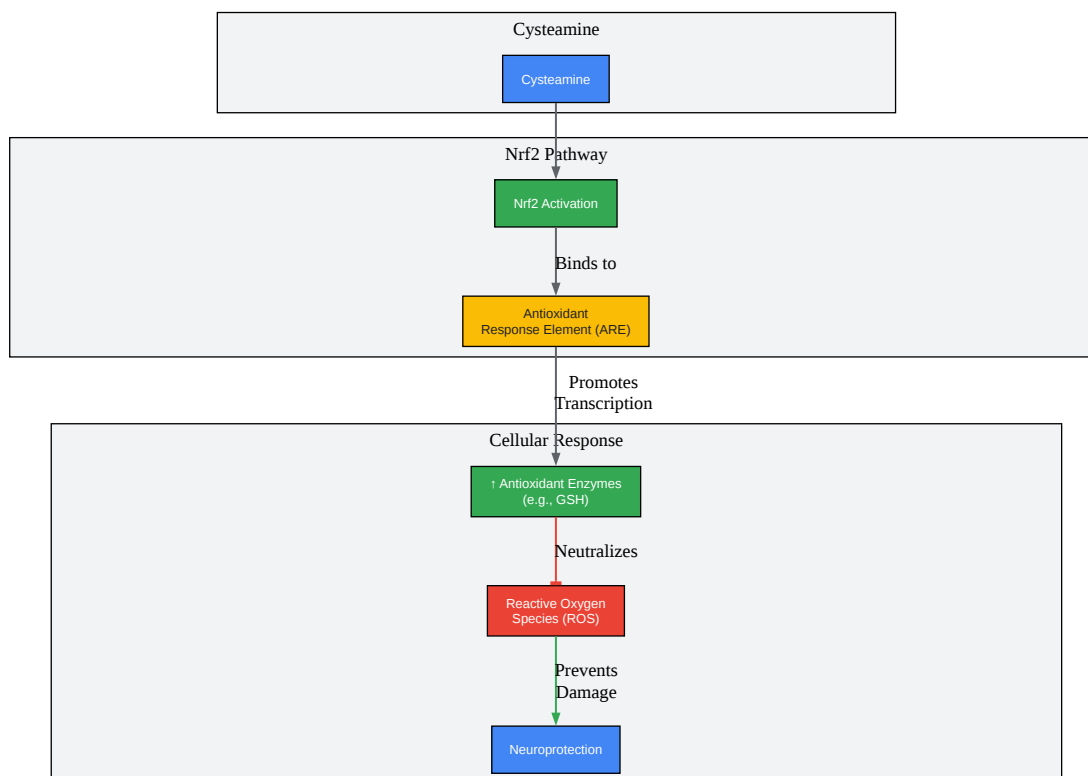 Cysteamine
Cysteamine
Nrf2 Pathway
Nrf2 Activation
Binds to
Antioxidant
Response Element (ARE)
Promotes
Transcription
Cellular Response
↑ Antioxidant Enzymes
(e.g., GSH)
Neutralizes
Reactive Oxygen
Species (ROS)
Prevents
Damage
Neuroprotection